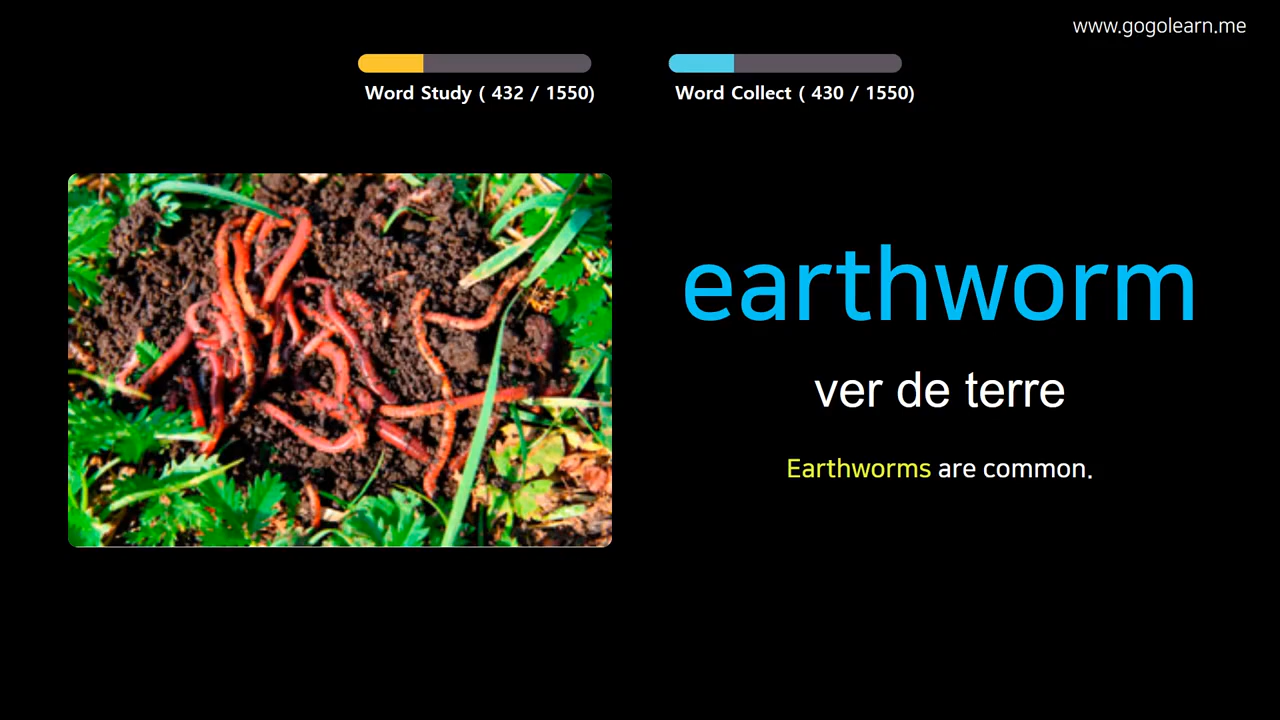 www.gogolearn.me
Word Study ( 432 / 1550)
Word Collect ( 430 / 1550)
earthworm
ver de terre
Earthworms are common.